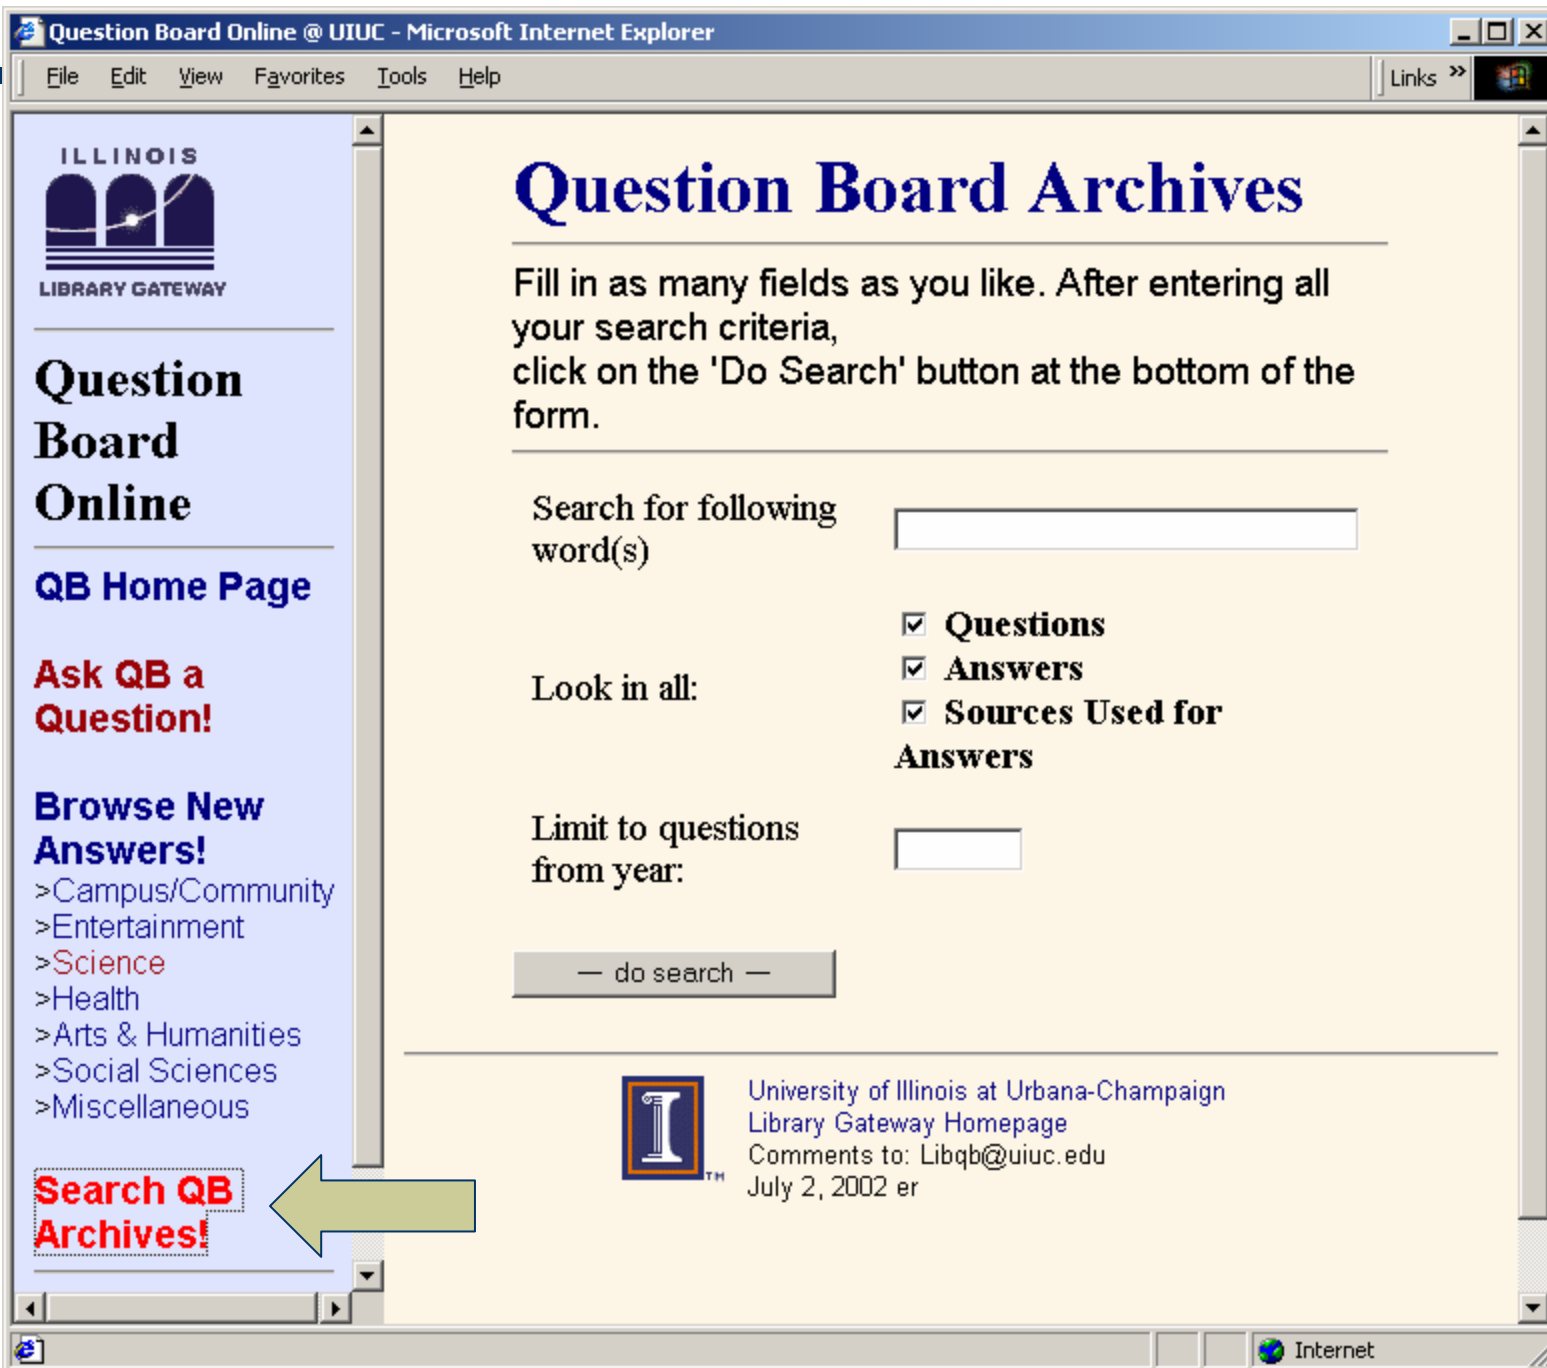 Question Board Online @ UIUC - Microsoft Internet Explorer
File Edit View Favorites Tools Help
Links »
ILLINOIS
LIBRARY GATEWAY
Question
Board
Online
QB Home Page
Ask QB a
Question!
Browse New
Answers!
>Campus/Community
>Entertainment
>Science
>Health
>Arts & Humanities
>Social Sciences
>Miscellaneous
Search QB
Archives!
Question Board Archives
Fill in as many fields as you like. After entering all
your search criteria,
click on the 'Do Search' button at the bottom of the
form.
Search for following
word(s)
Look in all:
Questions
Answers
Sources Used for
Answers
Limit to questions
from year:
— do search —
I
TM
University of Illinois at Urbana-Champaign
Library Gateway Homepage
Comments to: Libqb@uiuc.edu
July 2, 2002 er
Internet